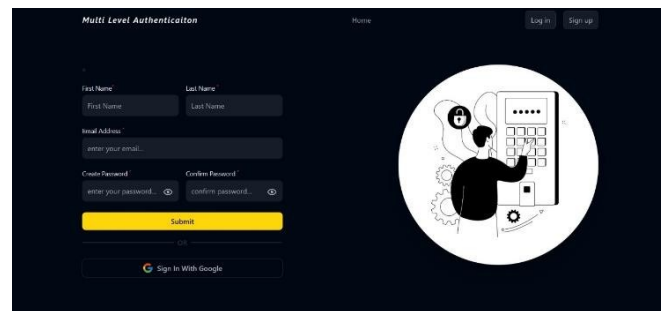 Multi Level Authenticaiton
Home
Log in
Sign up
First Name *
Last Name *
First Name
Last Name
Email Address *
enter your email...
Create Password *
Confirm Password *
enter your password...
confirm password...
Submit
OR
Sign In With Google